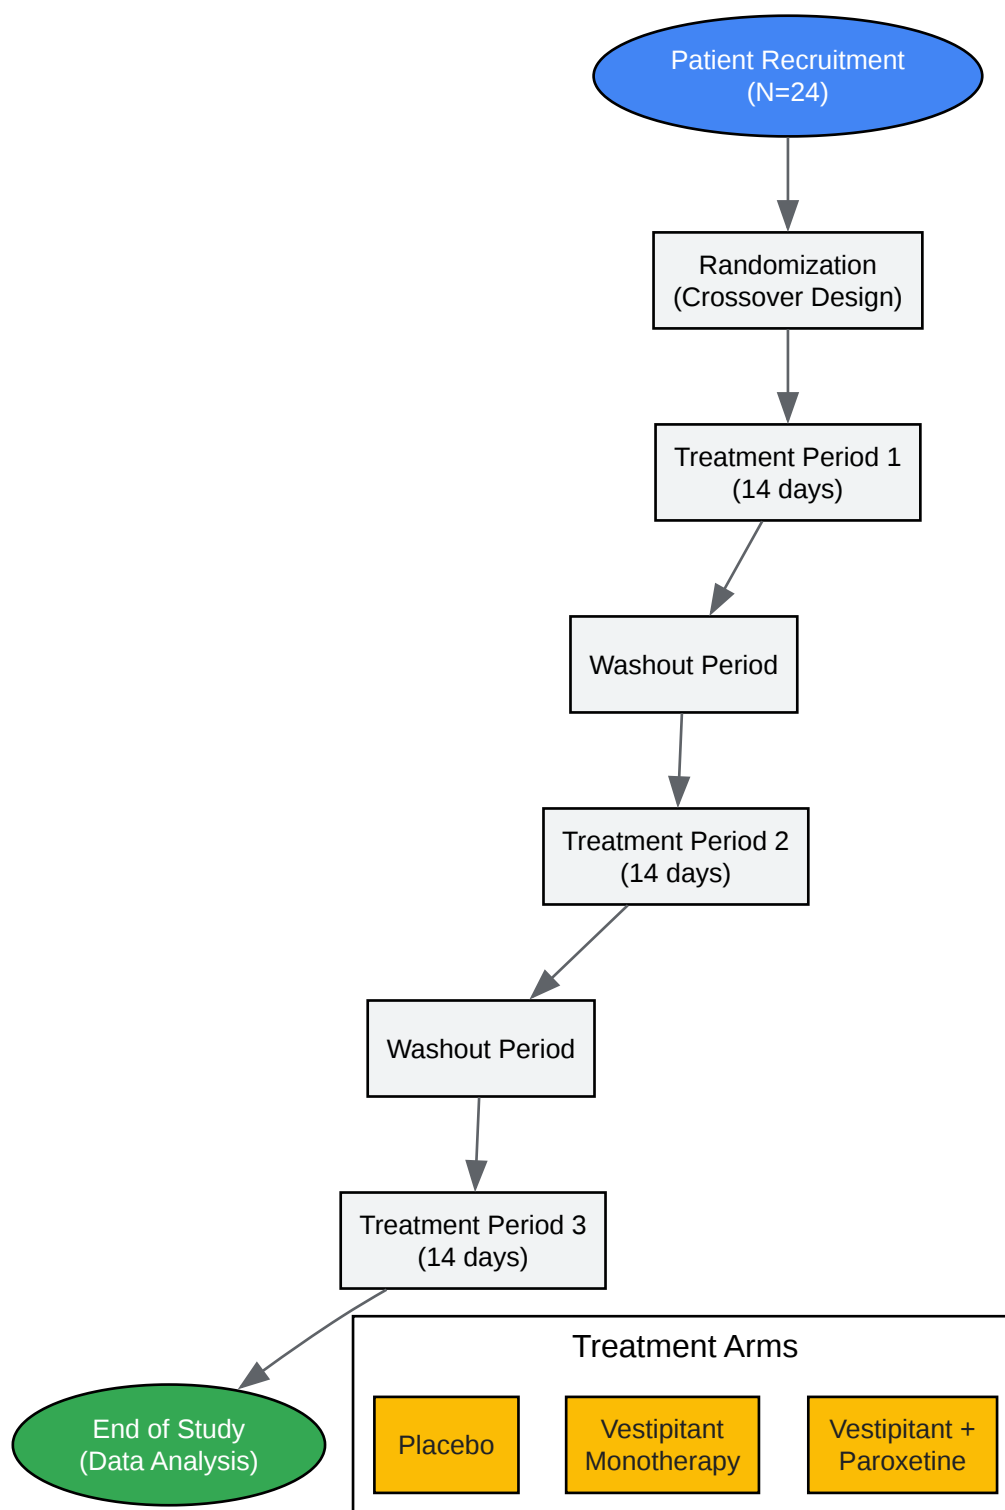 Patient Recruitment
(N=24)
Randomization
(Crossover Design)
Treatment Period 1
(14 days)
Washout Period
Treatment Period 2
(14 days)
Washout Period
Treatment Period 3
(14 days)
End of Study
(Data Analysis)
Treatment Arms
Placebo
Vestipitant
Monotherapy
Vestipitant +
Paroxetine